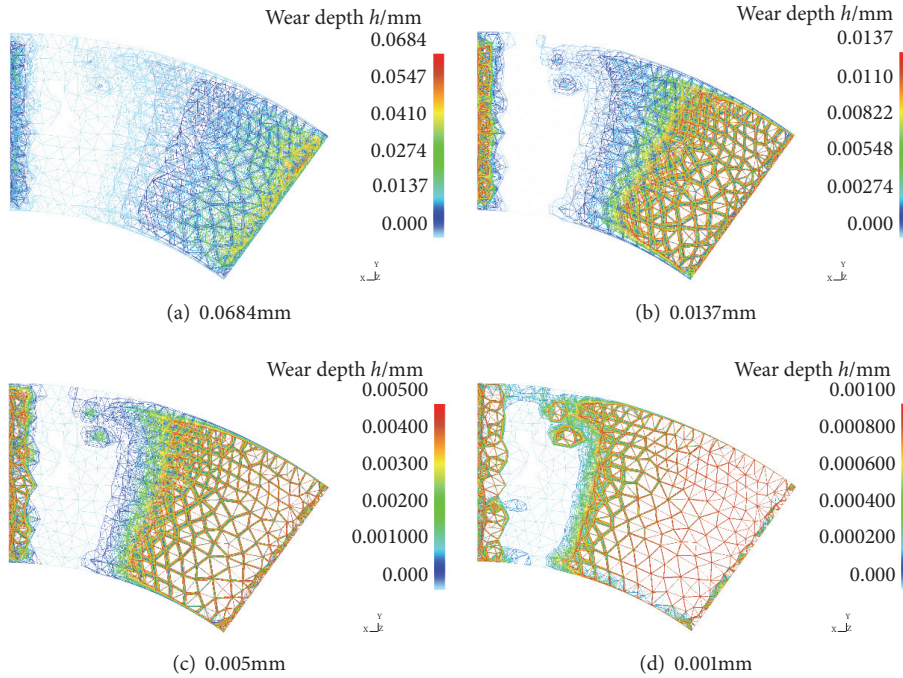 Wear depth h/mm
0.0684
0.0547
0.0410
0.0274
0.0137
0.000
Y
X Z
(a) 0.0684mm
Wear depth h/mm
0.0137
0.0110
0.00822
0.00548
0.00274
0.000
Y
X Z
(b) 0.0137mm
Wear depth h/mm
0.00500
0.00400
0.00300
0.00200
0.001000
0.000
Y
X Z
(c) 0.005mm
Wear depth h/mm
0.00100
0.000800
0.000600
0.000400
0.000200
0.000
Y
X Z
(d) 0.001mm